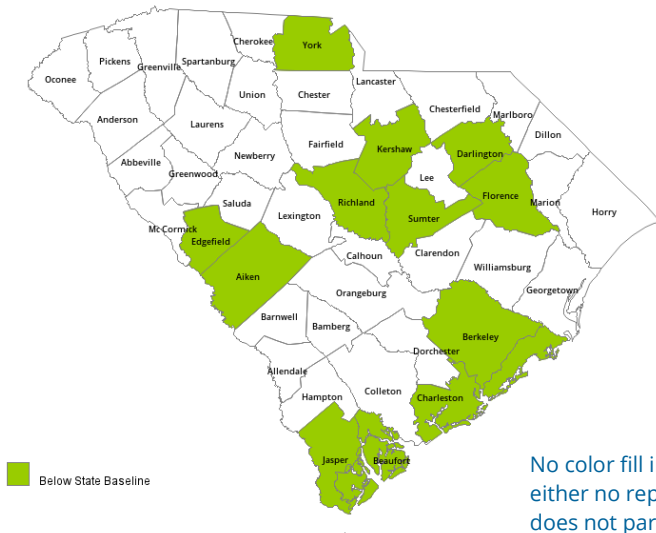 York
Cherokee
Spartanburg
Greenville
Pickens
Oconee
Union
Chester
Lancaster
Chesterfield
Marlboro
Dillon
Anderson
Laurens
Fairfield
Kershaw
Darlington
Newberry
Abbeville
Greenwood
Lee
Florence
Marion
Horry
Saluda
Richland
Sumter
Lexington
Mc Cormick
Edgefield
Calhoun
Clarendon
Williamsburg
Aiken
Orangeburg
Georgetown
Barnwell
Bamberg
Berkeley
Dorchester
Allendale
Colleton
Charleston
Hampton
Jasper
Beaufort
Below State Baseline
No color fill i
either no rep
does not par